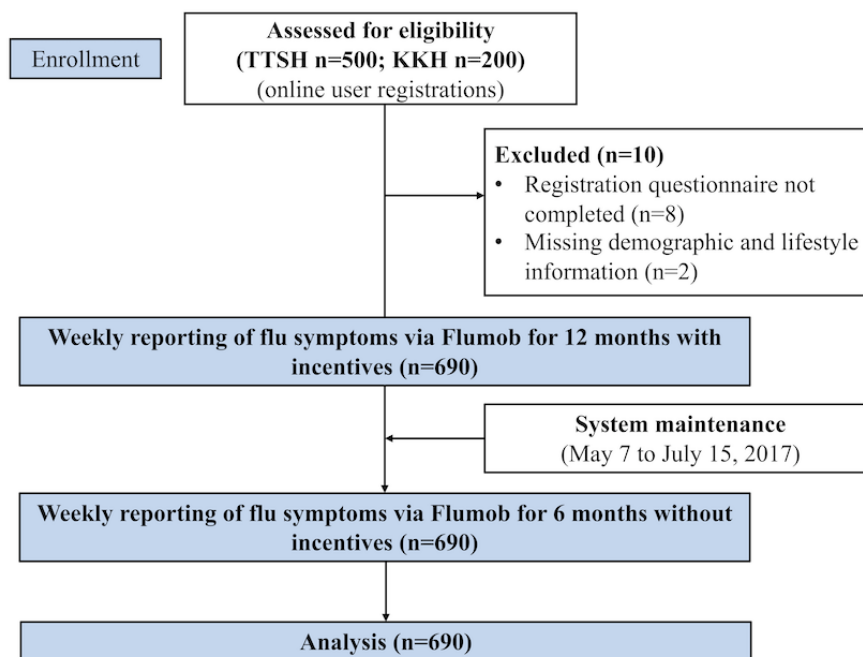 Enrollment
Assessed for eligibility
(TTSH n=500; KKH n=200)
(online user registrations)
Excluded (n=10)
• Registration questionnaire not
completed (n=8)
• Missing demographic and lifestyle
information (n=2)
Weekly reporting of flu symptoms via Flumob for 12 months with
incentives (n=690)
System maintenance
(May 7 to July 15, 2017)
Weekly reporting of flu symptoms via Flumob for 6 months without
incentives (n=690)
Analysis (n=690)